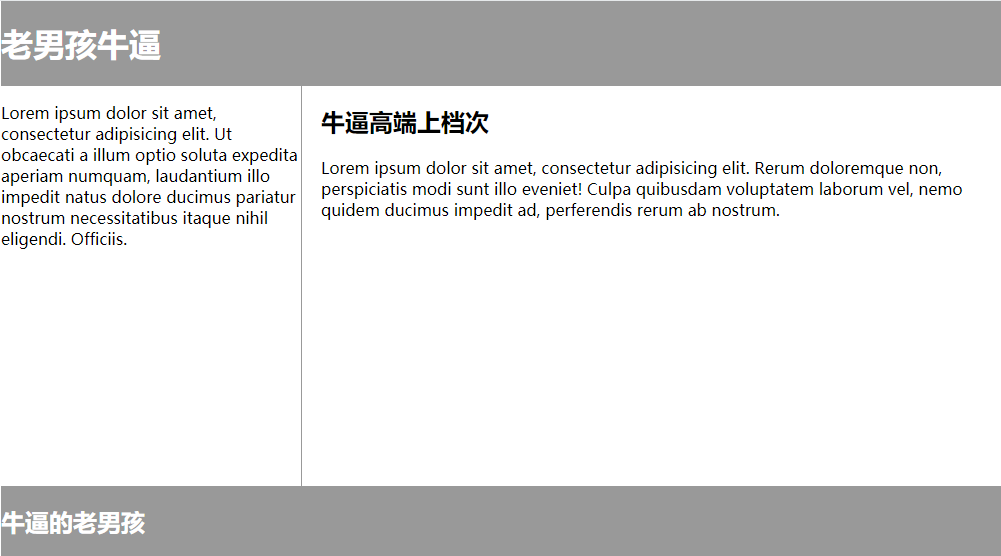 老男孩牛逼
Lorem ipsum dolor sit amet,
consectetur adipisicing elit. Ut
obcaecati a illum optio soluta expedita
aperiam numquam, laudantium illo
impedit natus dolore ducimus pariatur
nostrum necessitatibus itaque nihil
eligendi. Officiis.
牛逼高端上档次
Lorem ipsum dolor sit amet, consectetur adipisicing elit. Rerum doloremque non,
perspiciatis modi sunt illo eveniet! Culpa quibusdam voluptatem laborum vel, nemo
quidem ducimus impedit ad, perferendis rerum ab nostrum.
牛逼的老男孩